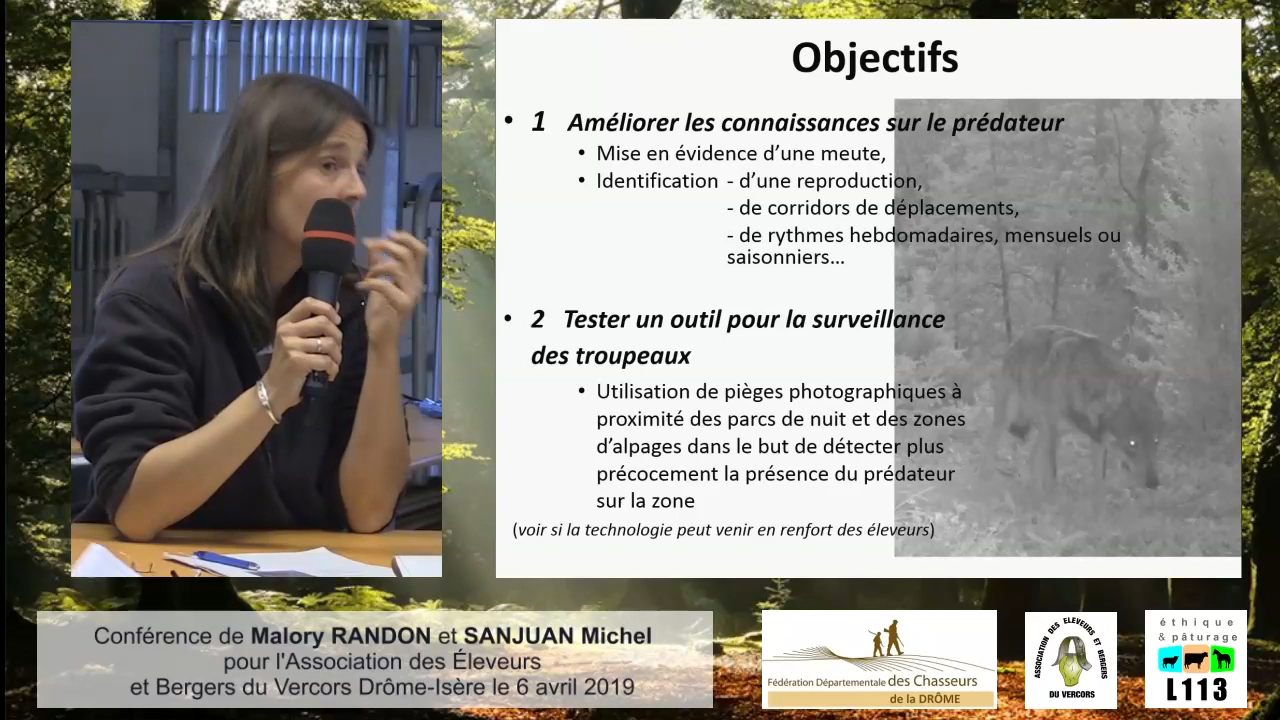 Objectifs
• 1 Améliorer les connaissances sur le prédateur
• Mise en évidence d’une meute,
• Identification - d’une reproduction,
- de corridors de déplacements,
- de rythmes hebdomadaires, mensuels ou
saisonniers…
• 2 Tester un outil pour la surveillance
des troupeaux
• Utilisation de pièges photographiques à
proximité des parcs de nuit et des zones
d’alpages dans le but de détecter plus
précocement la présence du prédateur
sur la zone
(voir si la technologie peut venir en renfort des éleveurs)
Conférence de Malory RANDON et SANJUAN Michel
pour l'Association des Éleveurs
et Bergers du Vercors Drôme-Isère le 6 avril 2019
Fédération Départementale des Chasseurs
de la DRÔME
ASSOCIATION DES ELEVEURS ET BERGERS
DU VERCORS
éthique
& pâturage
L113